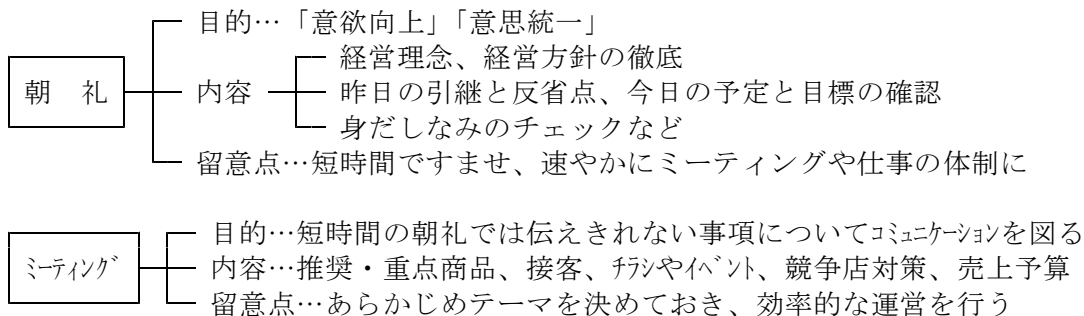 目的…「意欲向上」「意思統一」
経営理念、経営方針の徹底
朝 礼 内容 昨日の引継と反省点、今日の予定と目標の確認
身だしなみのチェックなど
留意点…短時間ですませ、速やかにミーティングや仕事の体制に
目的…短時間の朝礼では伝えきれない事項についてｺﾐｭﾆｹｰｼｮﾝを図る
ﾐｰﾃｨﾝｸﾞ 内容…推奨・重点商品、接客、ﾁﾗｼやｲﾍﾞﾝﾄ、競争店対策、売上予算
留意点…あらかじめテーマを決めておき、効率的な運営を行う